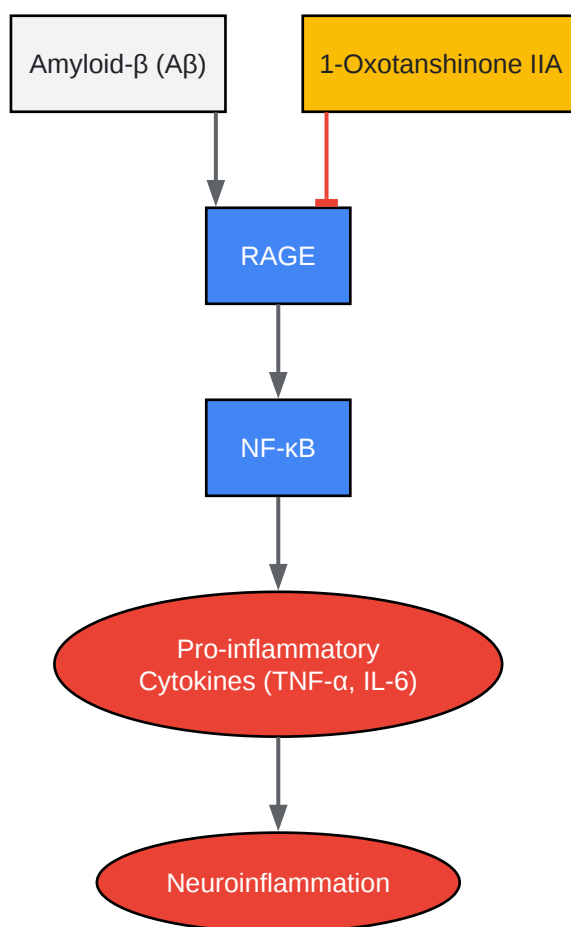 Amyloid-β (Aβ)
1-Oxotanshinone IIA
RAGE
NF-κB
Pro-inflammatory
Cytokines (TNF-α, IL-6)
Neuroinflammation